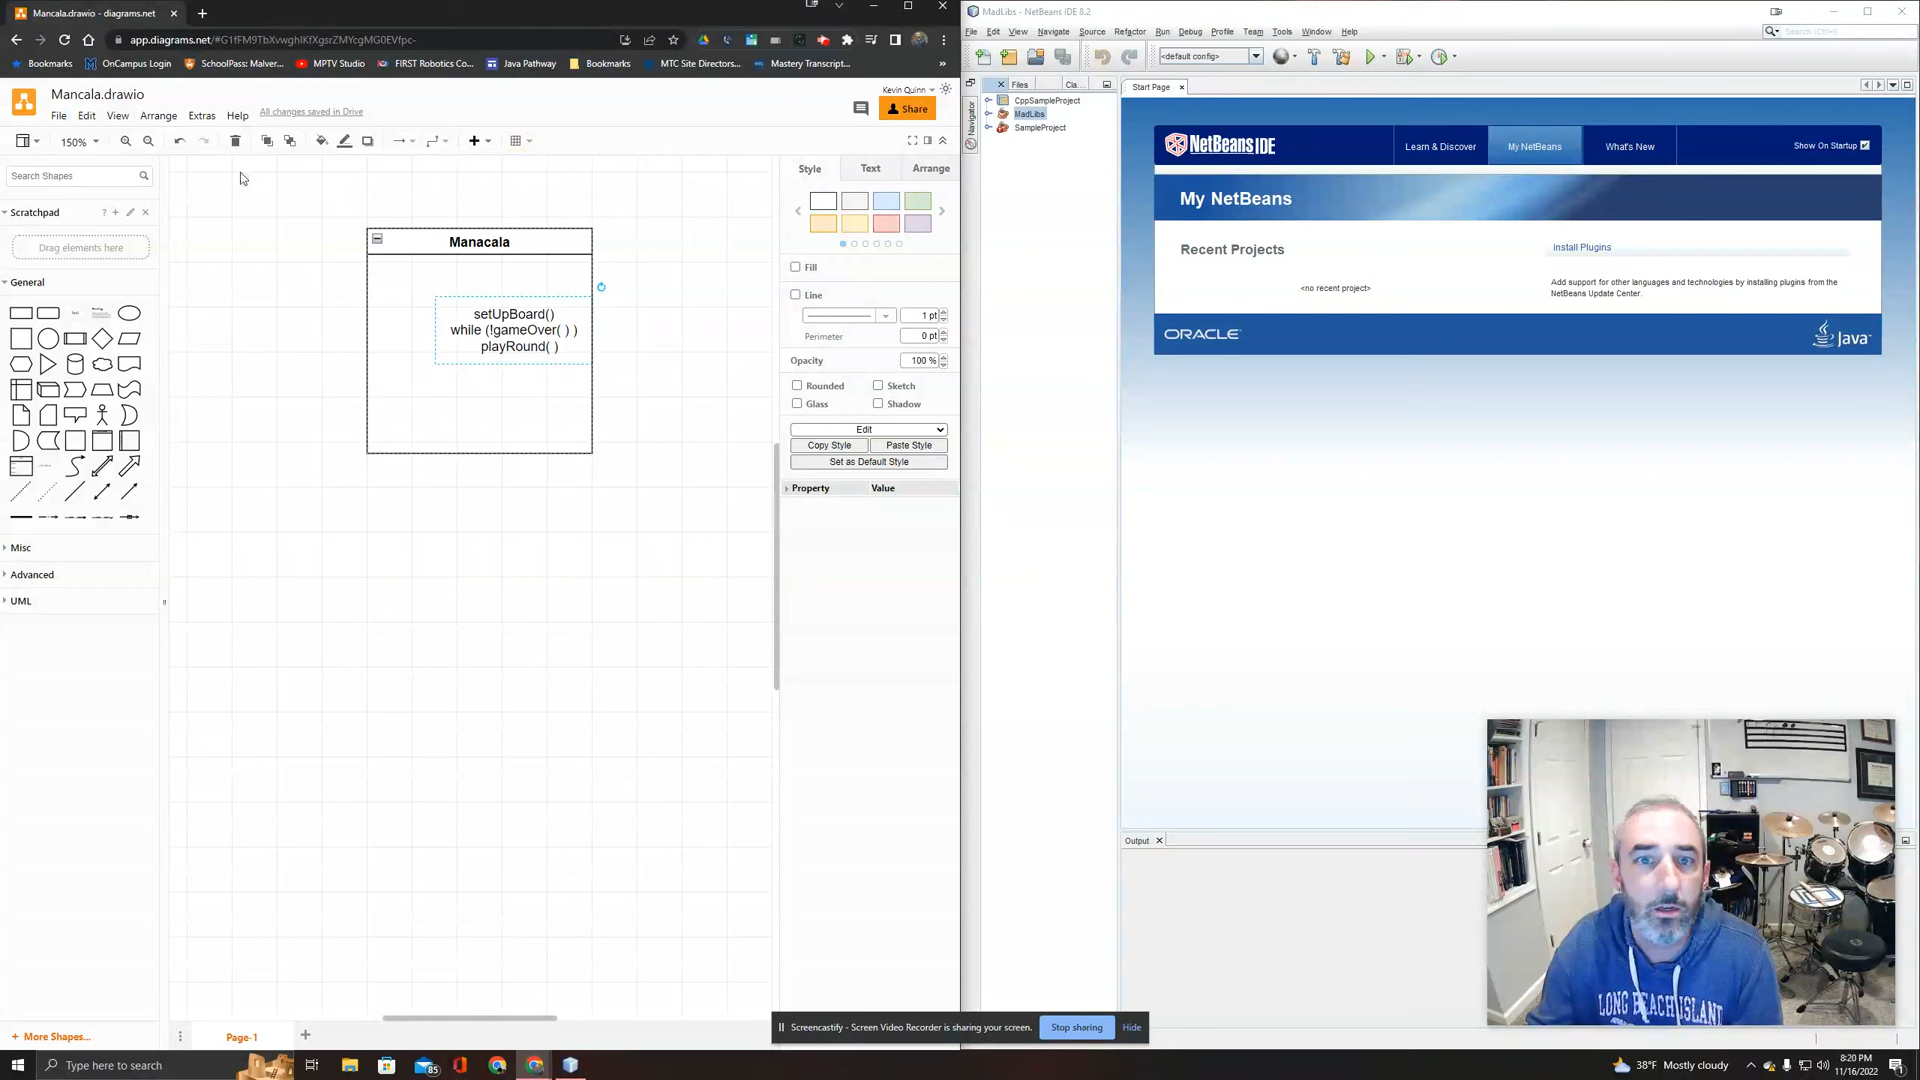 Mancala.drawio - diagrams.net
app.diagrams.net/#G1fFM9TbXvwghIKfXgsrZMYcgMG0EVfpc-
Bookmarks
OnCampus Login
SchoolPass: Malver...
MPTV Studio
FIRST Robotics Co...
Java Pathway
Bookmarks
MTC Site Directors...
Mastery Transcript...
»
Mancala.drawio
Kevin Quinn
File
Edit
View
Arrange
Extras
Help
All changes saved in Drive
Share
150%
Search Shapes
Scratchpad
?
Drag elements here
General
Misc
Advanced
UML
More Shapes...
Manacala
setUpBoard()
while (!gameOver( ) )
playRound( )
Style
Text
Arrange
Fill
Line
1 pt
Perimeter
0 pt
Opacity
100 %
Rounded
Sketch
Glass
Shadow
Edit
Copy Style
Paste Style
Set as Default Style
Property
Value
Page-1
MadLibs - NetBeans IDE 8.2
File
Edit
View
Navigate
Source
Refactor
Run
Debug
Profile
Team
Tools
Window
Help
Search (Ctrl+I)
<default config>
Files
Cla...
Navigator
CppSampleProject
MadLibs
SampleProject
Start Page
NetBeans IDE
Learn & Discover
My NetBeans
What's New
Show On Startup
My NetBeans
Recent Projects
<no recent project>
Install Plugins
Add support for other languages and technologies by installing plugins from the
NetBeans Update Center.
ORACLE
Java
Output
LONG BEACH ISLAND
Screencastify - Screen Video Recorder is sharing your screen.
Stop sharing
Hide
Type here to search
85
38°F Mostly cloudy
8:20 PM
11/16/2022